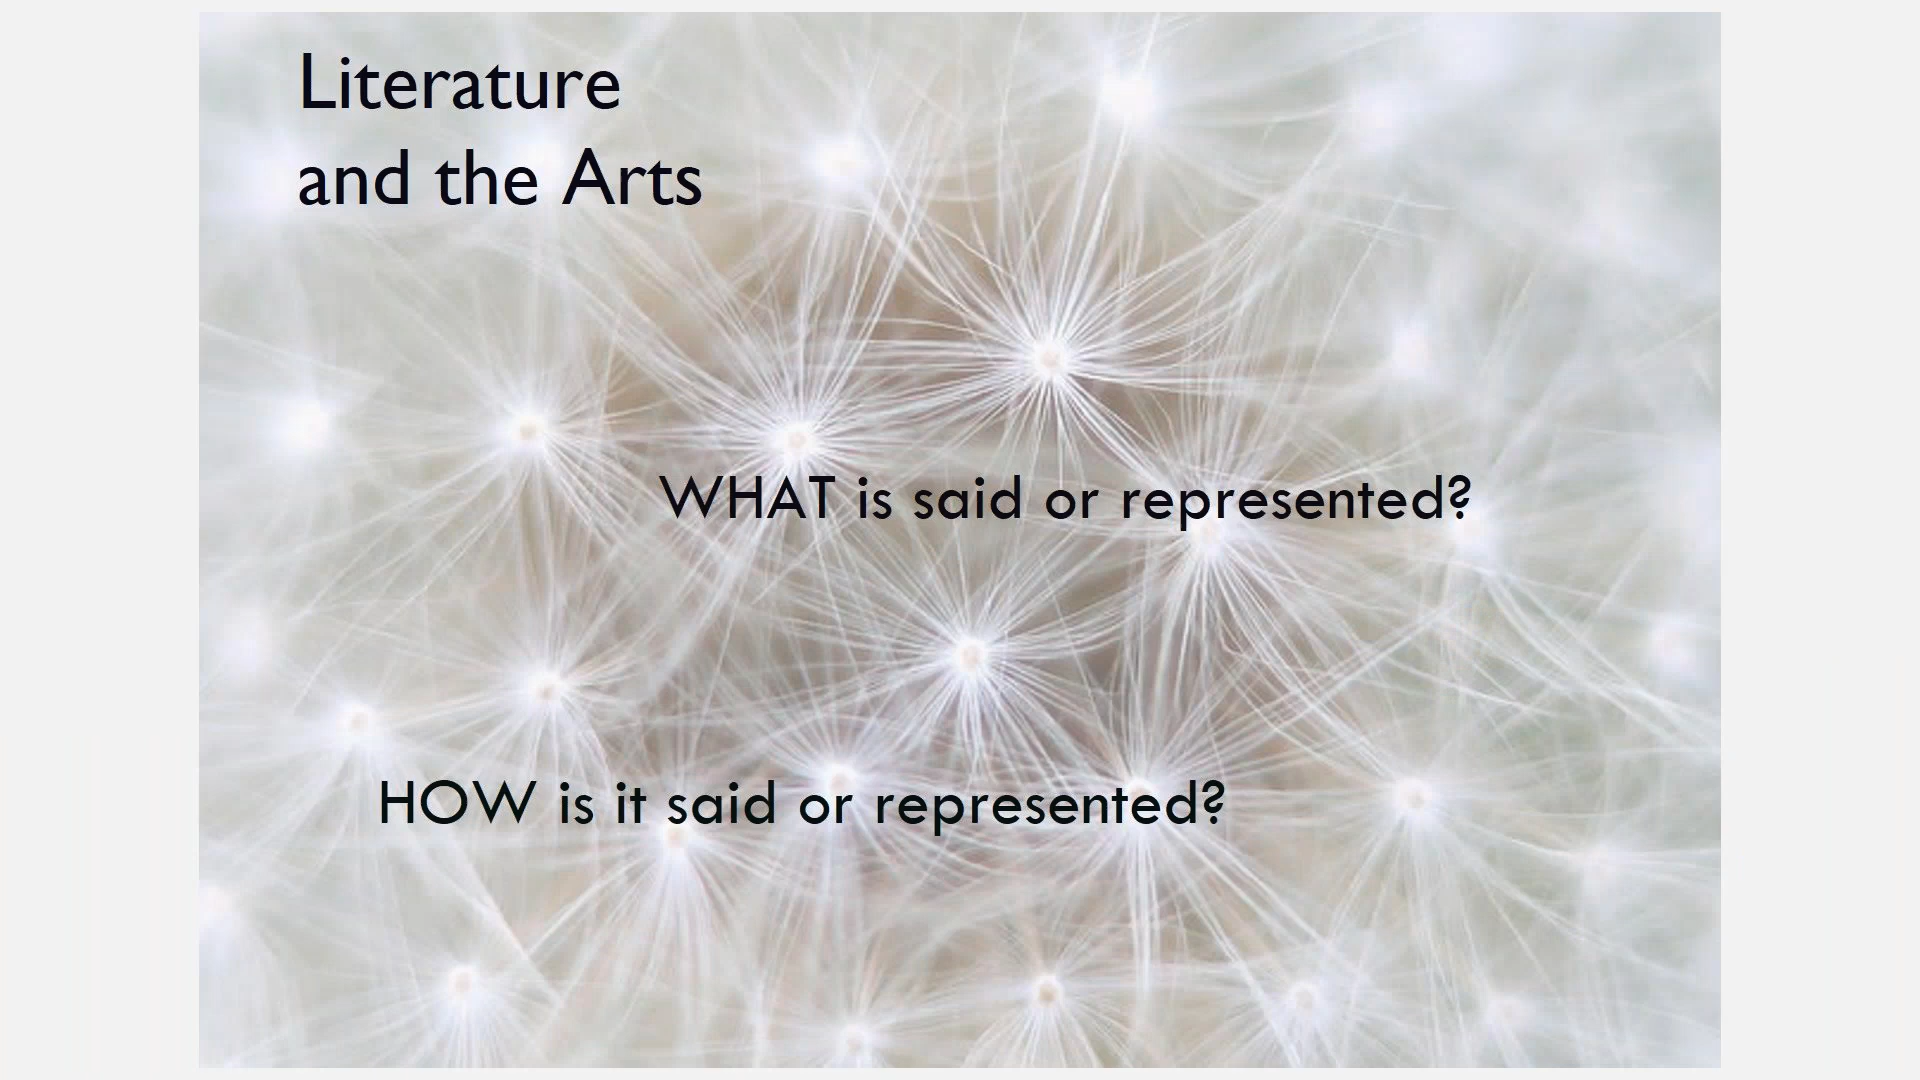 Literature
and the Arts
WHAT is said or represented?
HOW is it said or represented?